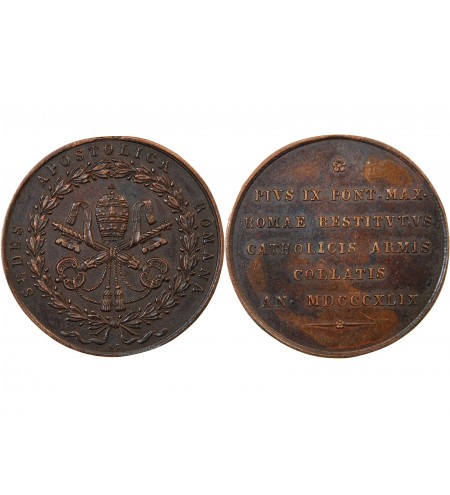 SEDES APOSTOLICA ROMANA
PIVS IX PONT·MAX·
ROMAE RESTITVTVS
CATHOLICIS ARMIS
COLLATIS
AN· MDCCCXLIX